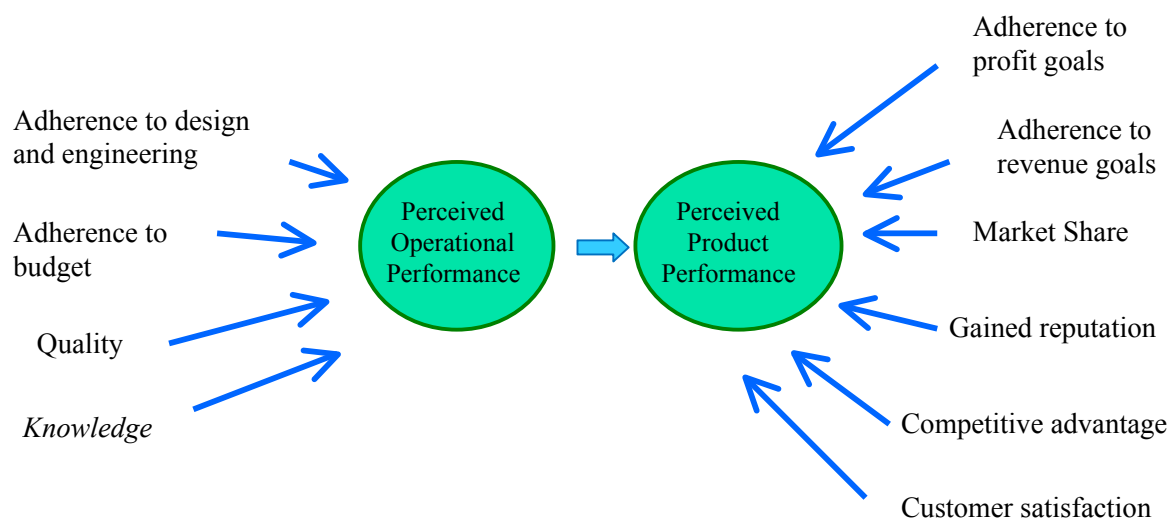 Adherence to design
and engineering
Adherence to
budget
Quality
Knowledge
Perceived
Operational
Performance
Perceived
Product
Performance
Adherence to
profit goals
Adherence to
revenue goals
Market Share
Gained reputation
Competitive advantage
Customer satisfaction